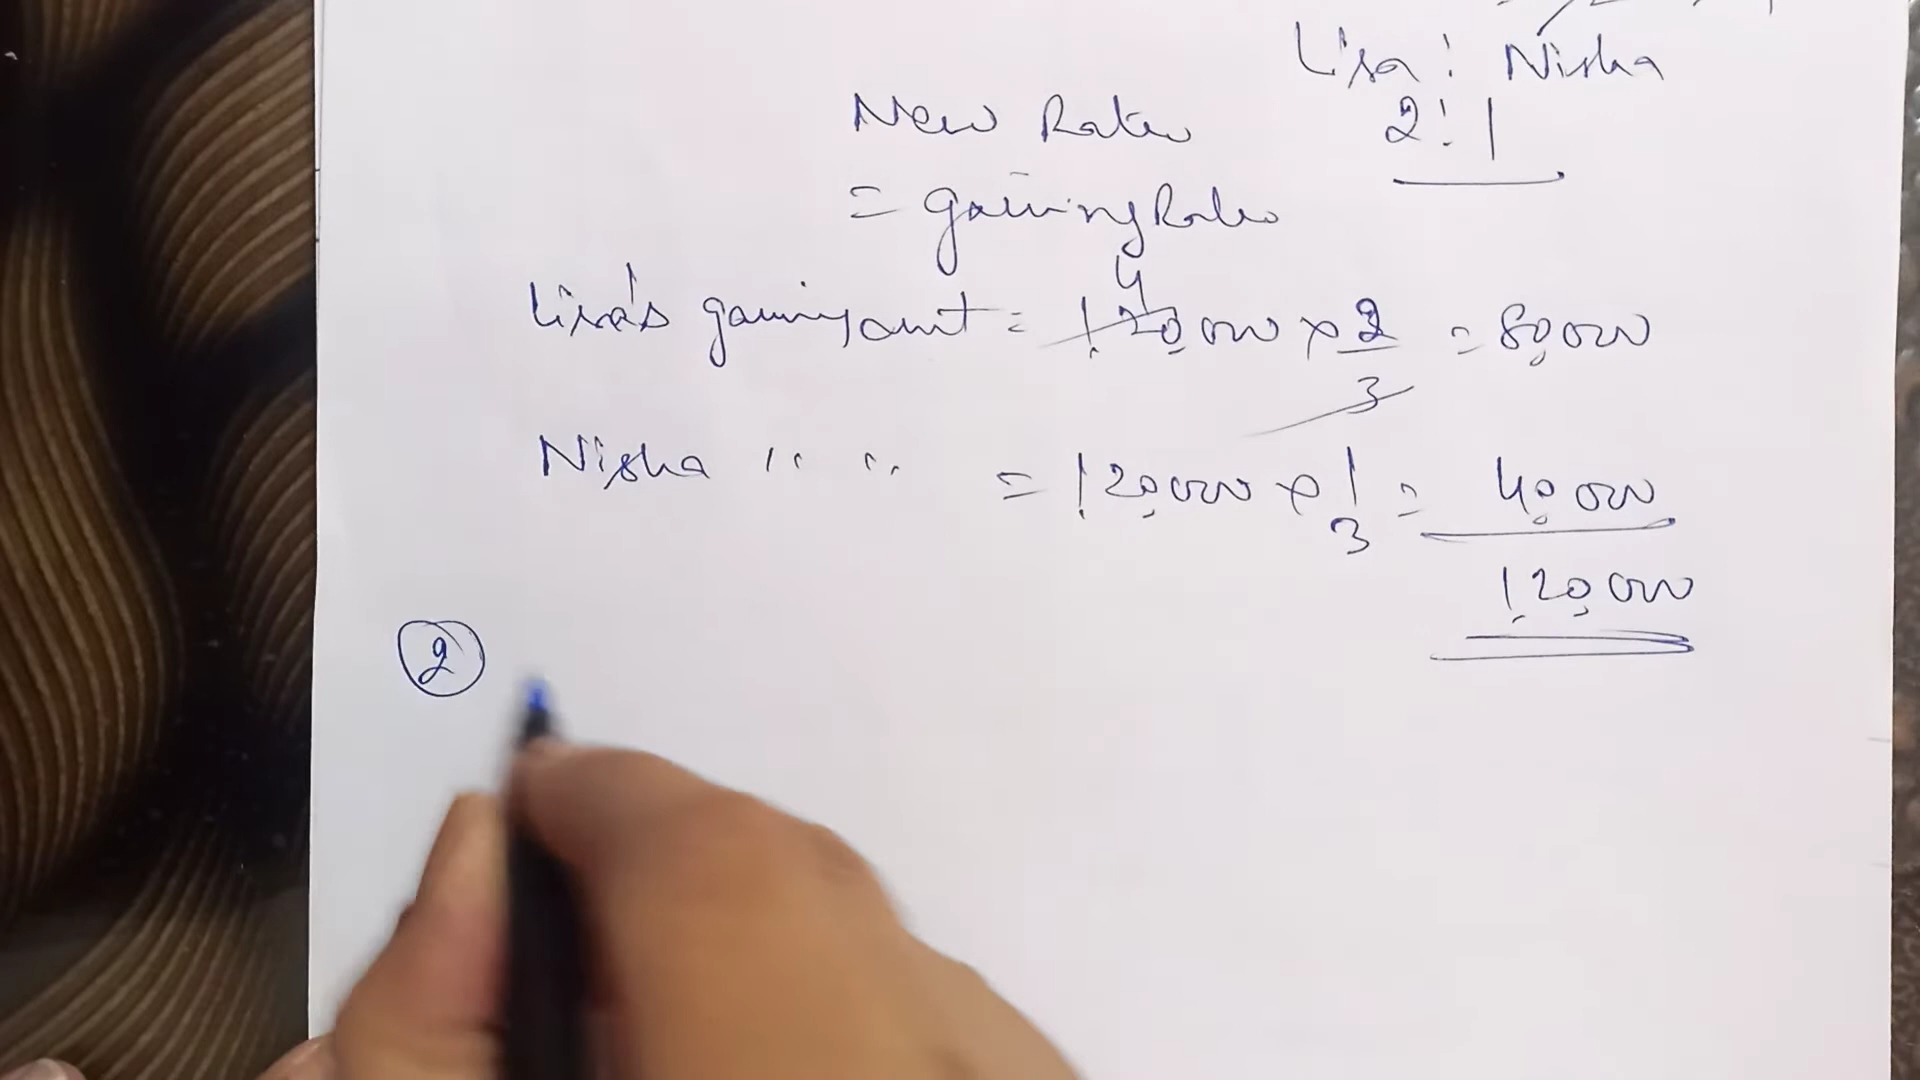 Lisa : Nisha
New Ratio 2 : 1
= gaining Ratio
Lisa's gaining amt = 1,20,000 × 2/3 = 80,000
4
Nisha " " = 1,20,000 × 1/3 = 40,000
1,20,000
2